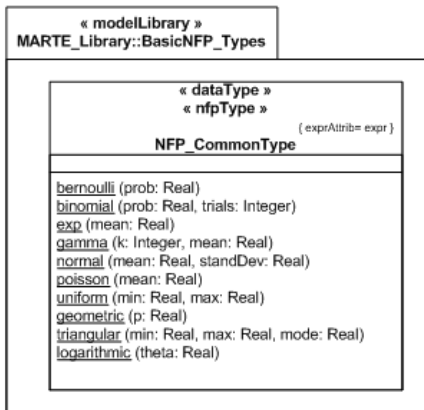 « modelLibrary »
MARTE_Library::BasicNFP_Types
« dataType »
« nfpType »
{ exprAttrib= expr }
NFP_CommonType
bernoulli (prob: Real)
binomial (prob: Real, trials: Integer)
exp (mean: Real)
gamma (k: Integer, mean: Real)
normal (mean: Real, standDev: Real)
poisson (mean: Real)
uniform (min: Real, max: Real)
geometric (p: Real)
triangular (min: Real, max: Real, mode: Real)
logarithmic (theta: Real)